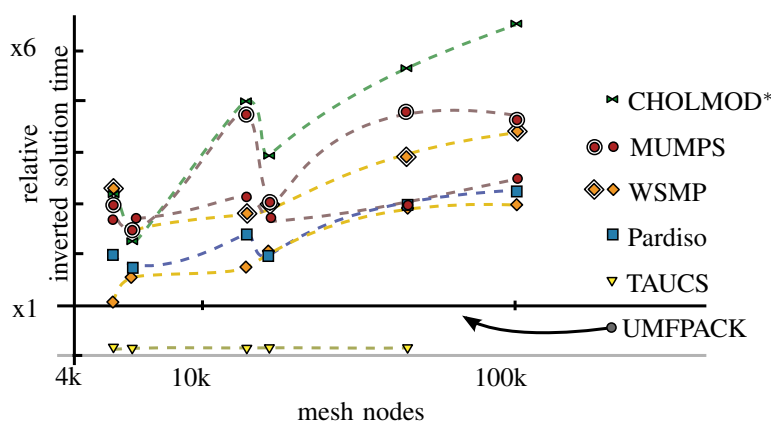 x6
relative
inverted solution time
x1
CHOLMOD*
MUMPS
WSMP
Pardiso
TAUCS
UMFPACK
4k
10k
100k
mesh nodes